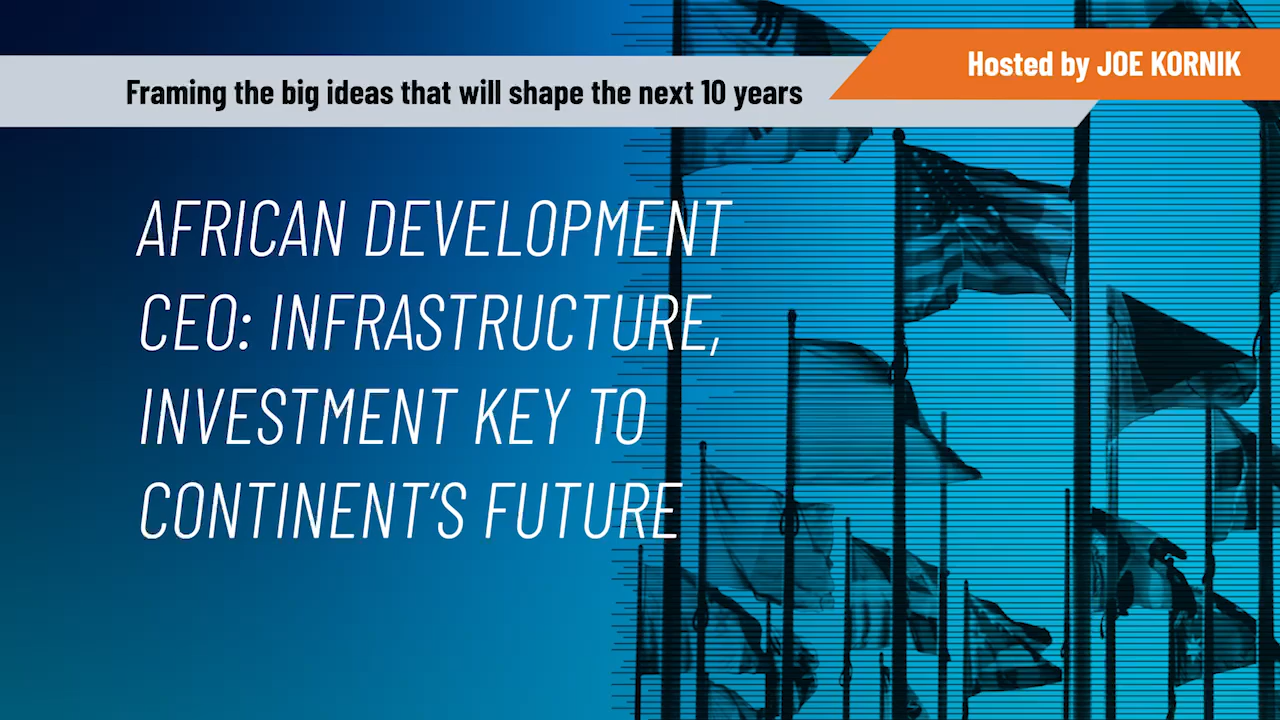 Hosted by JOE KORNIK
Framing the big ideas that will shape the next 10 years
AFRICAN DEVELOPMENT
CEO: INFRASTRUCTURE,
INVESTMENT KEY TO
CONTINENT’S FUTURE